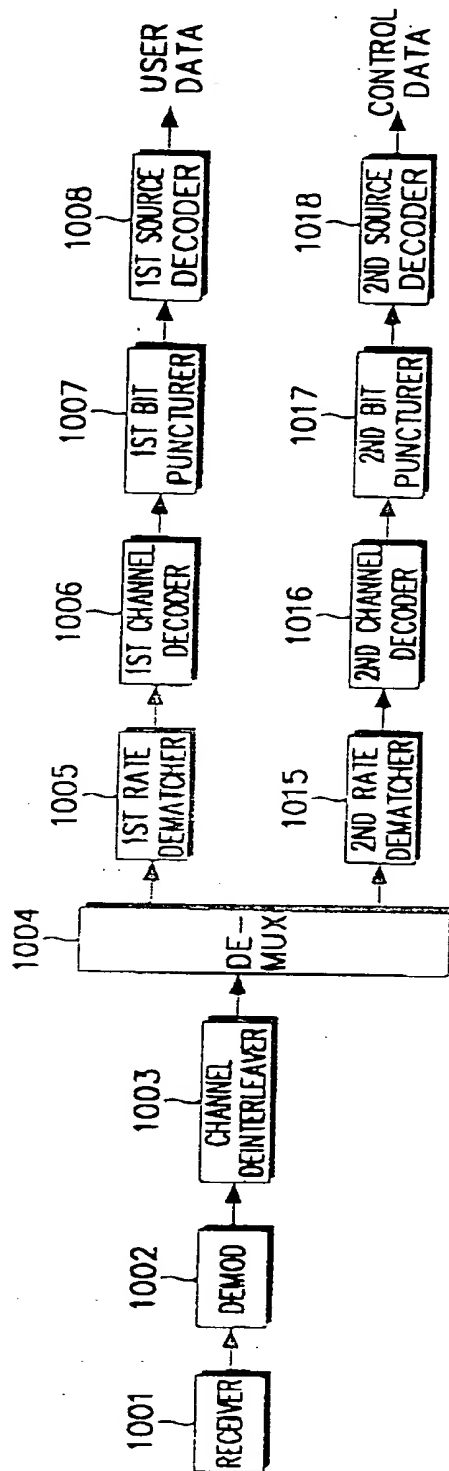 1001
RECEIVER
1002
DEMOD
1003
CHANNEL
DEINTERLEAVER
1004
DE-
MUX
1005
1ST RATE
DEMATCHER
1006
1ST CHANNEL
DECODER
1007
1ST BIT
PUNCTURER
1008
1ST SOURCE
DECODER
USER
DATA
1015
2ND RATE
DEMATCHER
1016
2ND CHANNEL
DECODER
1017
2ND BIT
PUNCTURER
1018
2ND SOURCE
DECODER
CONTROL
DATA